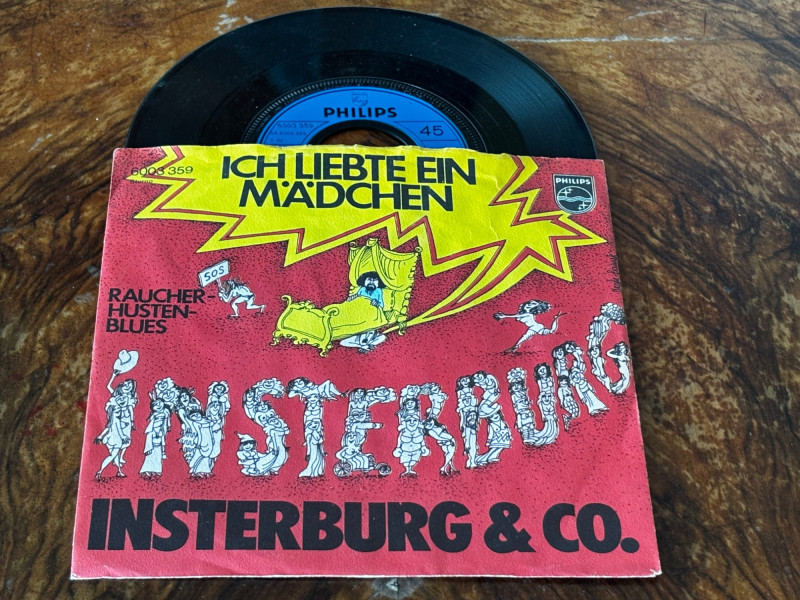 PHILIPS
45
6003 359
ICH LIEBTE EIN
MÄDCHEN
PHILIPS
SOS
RAUCHER-
HUSTEN-
BLUES
INSTERBURG
INSTERBURG & CO.